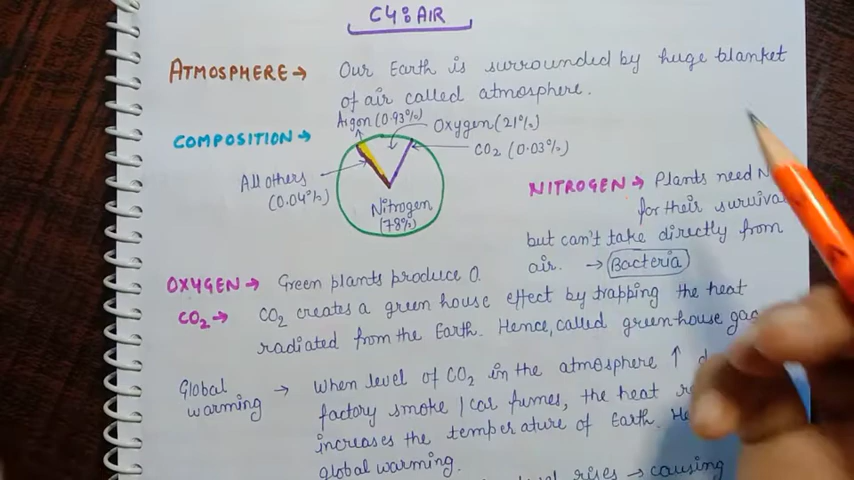 C4: AIR
ATMOSPHERE → Our Earth is surrounded by huge blanket
of air called atmosphere.
COMPOSITION →
Argon (0.93%)
Oxygen (21%)
CO2 (0.03%)
All others
(0.04%)
Nitrogen
(78%)
NITROGEN → Plants need N
for their surviva
but can't take directly from
air. → Bacteria
OXYGEN → Green plants produce O.
CO2 → CO2 creates a green house effect by trapping the heat
radiated from the Earth. Hence, called green house gas
Global
warming → When level of CO2 in the atmosphere ↑ d
factory smoke / car fumes, the heat
increases the temperature of Earth. He
global warming.
rises → causing